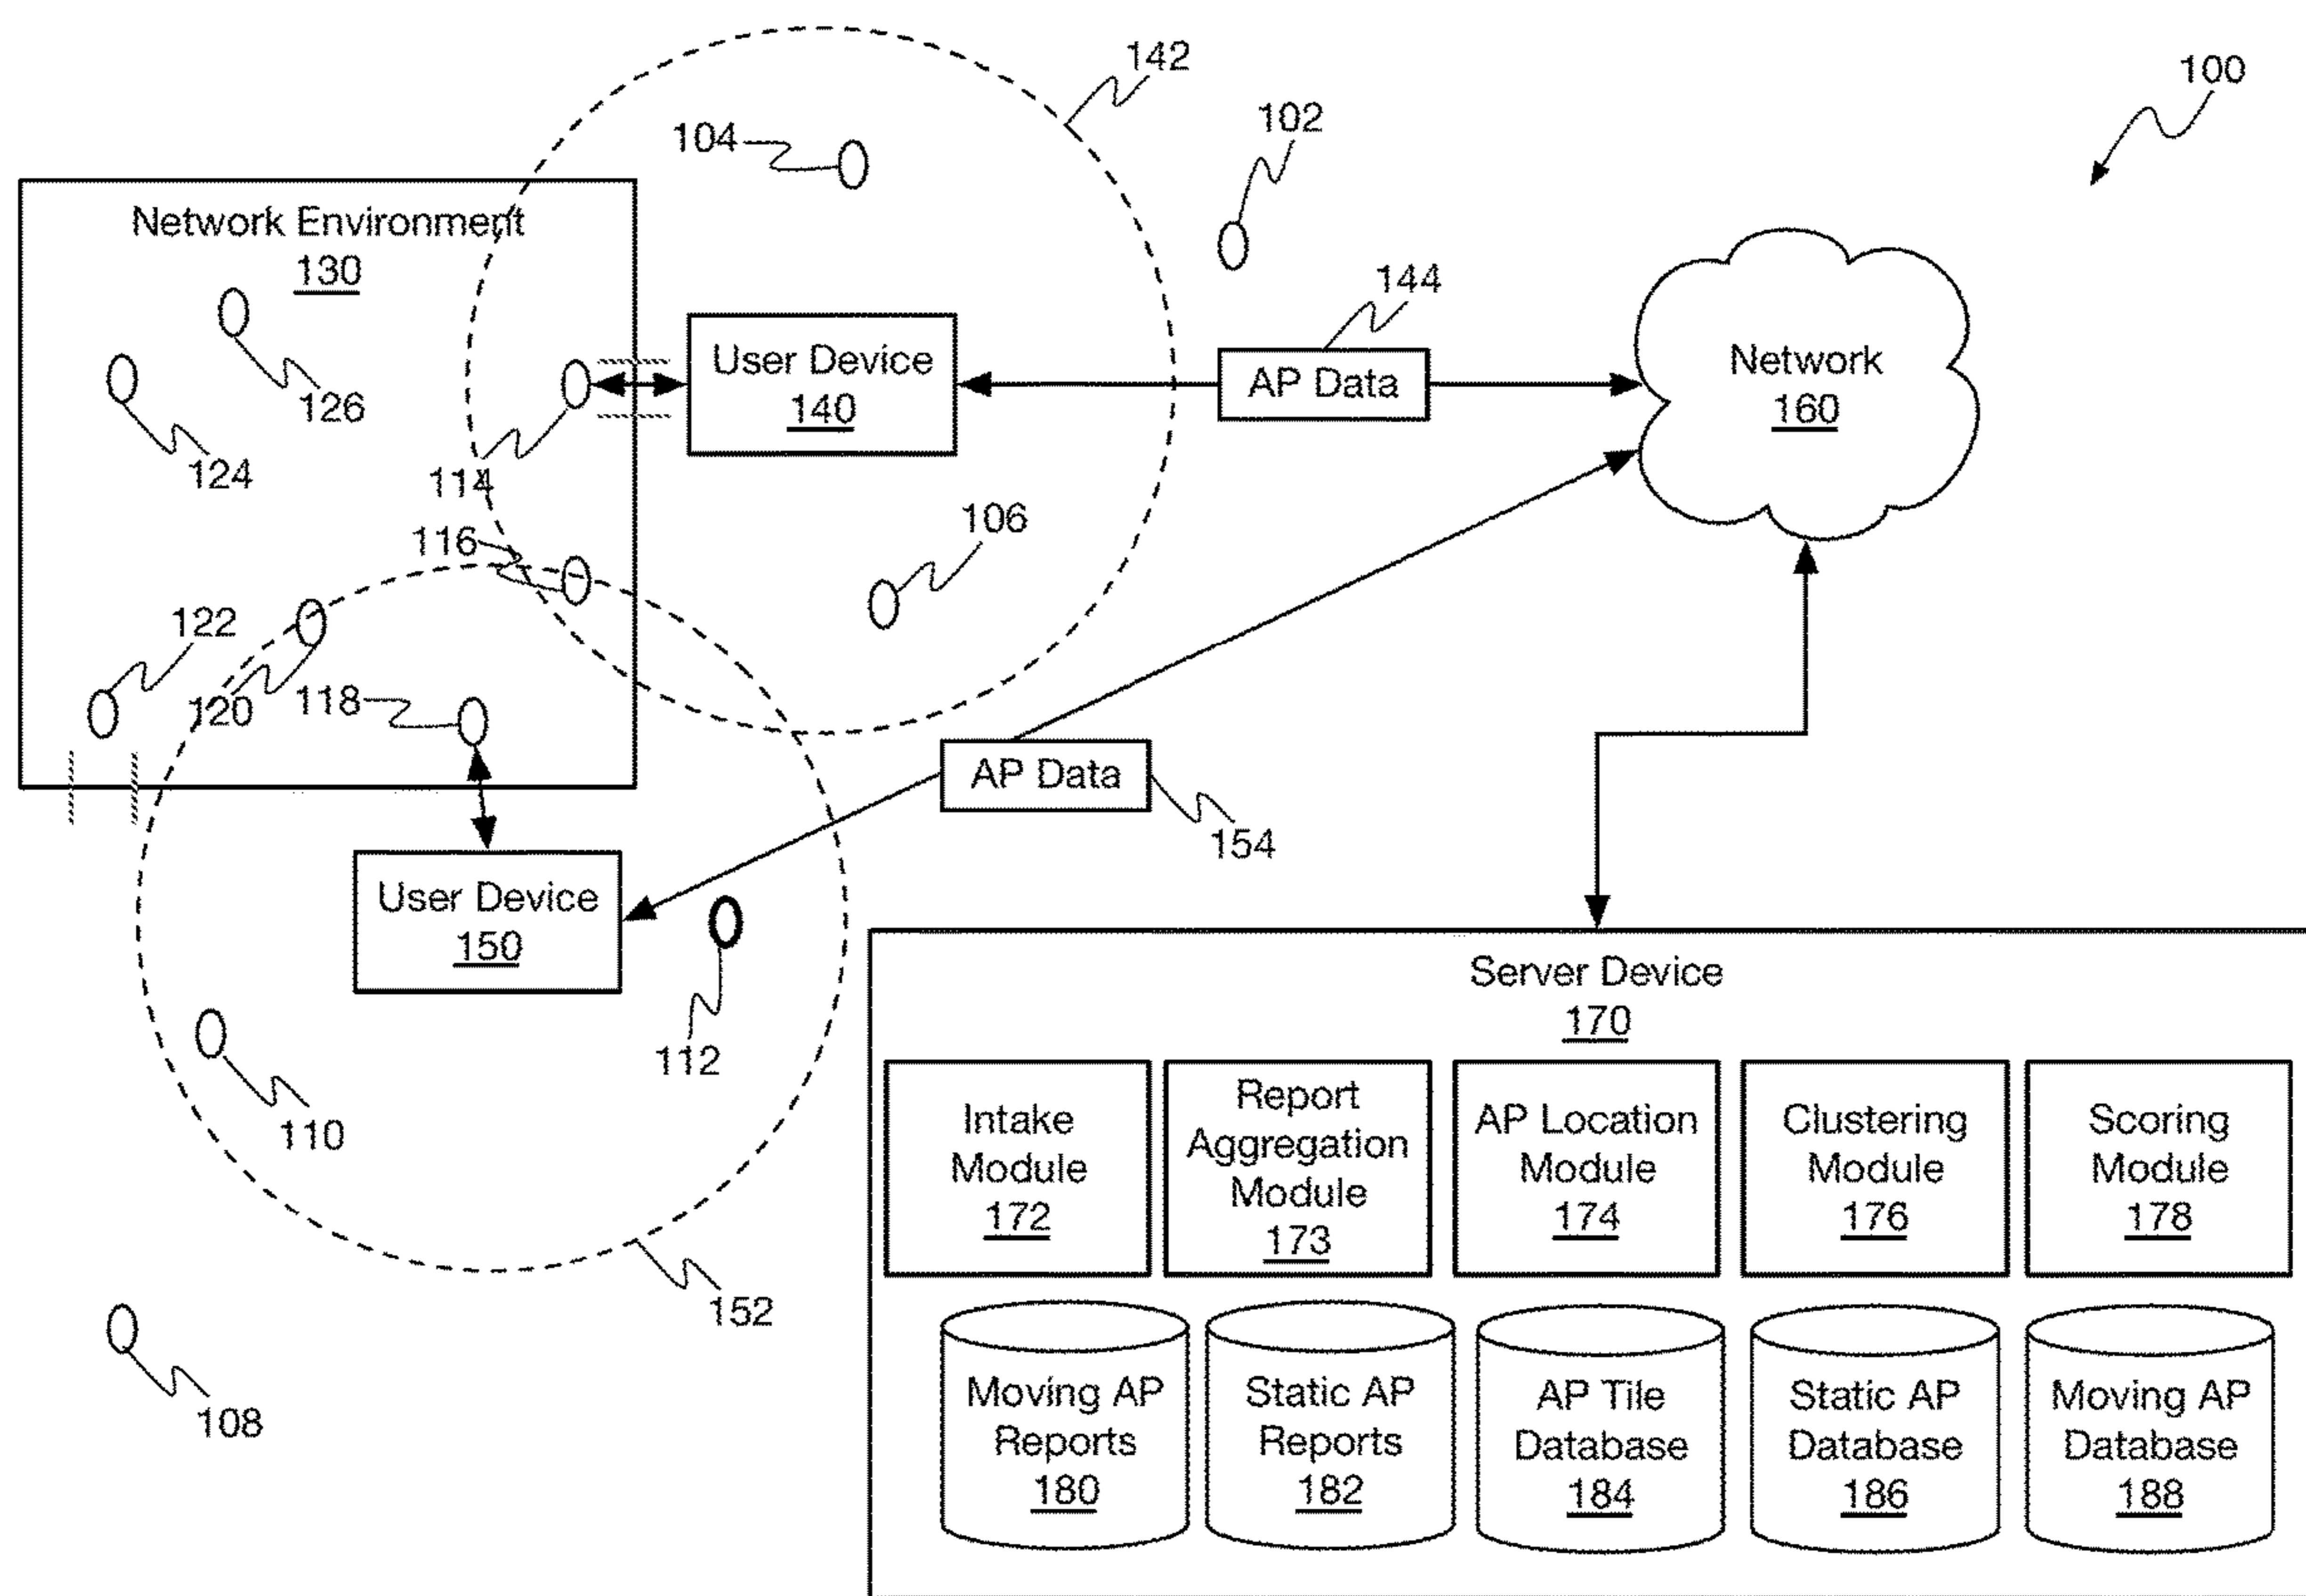 142
100
102
104
Network Environment
130
144
User Device
140
AP Data
Network
160
126
124
114
116
106
122
120
118
AP Data
154
User Device
150
112
110
152
108
Server Device
170
Intake
Module
172
Report
Aggregation
Module
173
AP Location
Module
174
Clustering
Module
176
Scoring
Module
178
Moving AP
Reports
180
Static AP
Reports
182
AP Tile
Database
184
Static AP
Database
186
Moving AP
Database
188